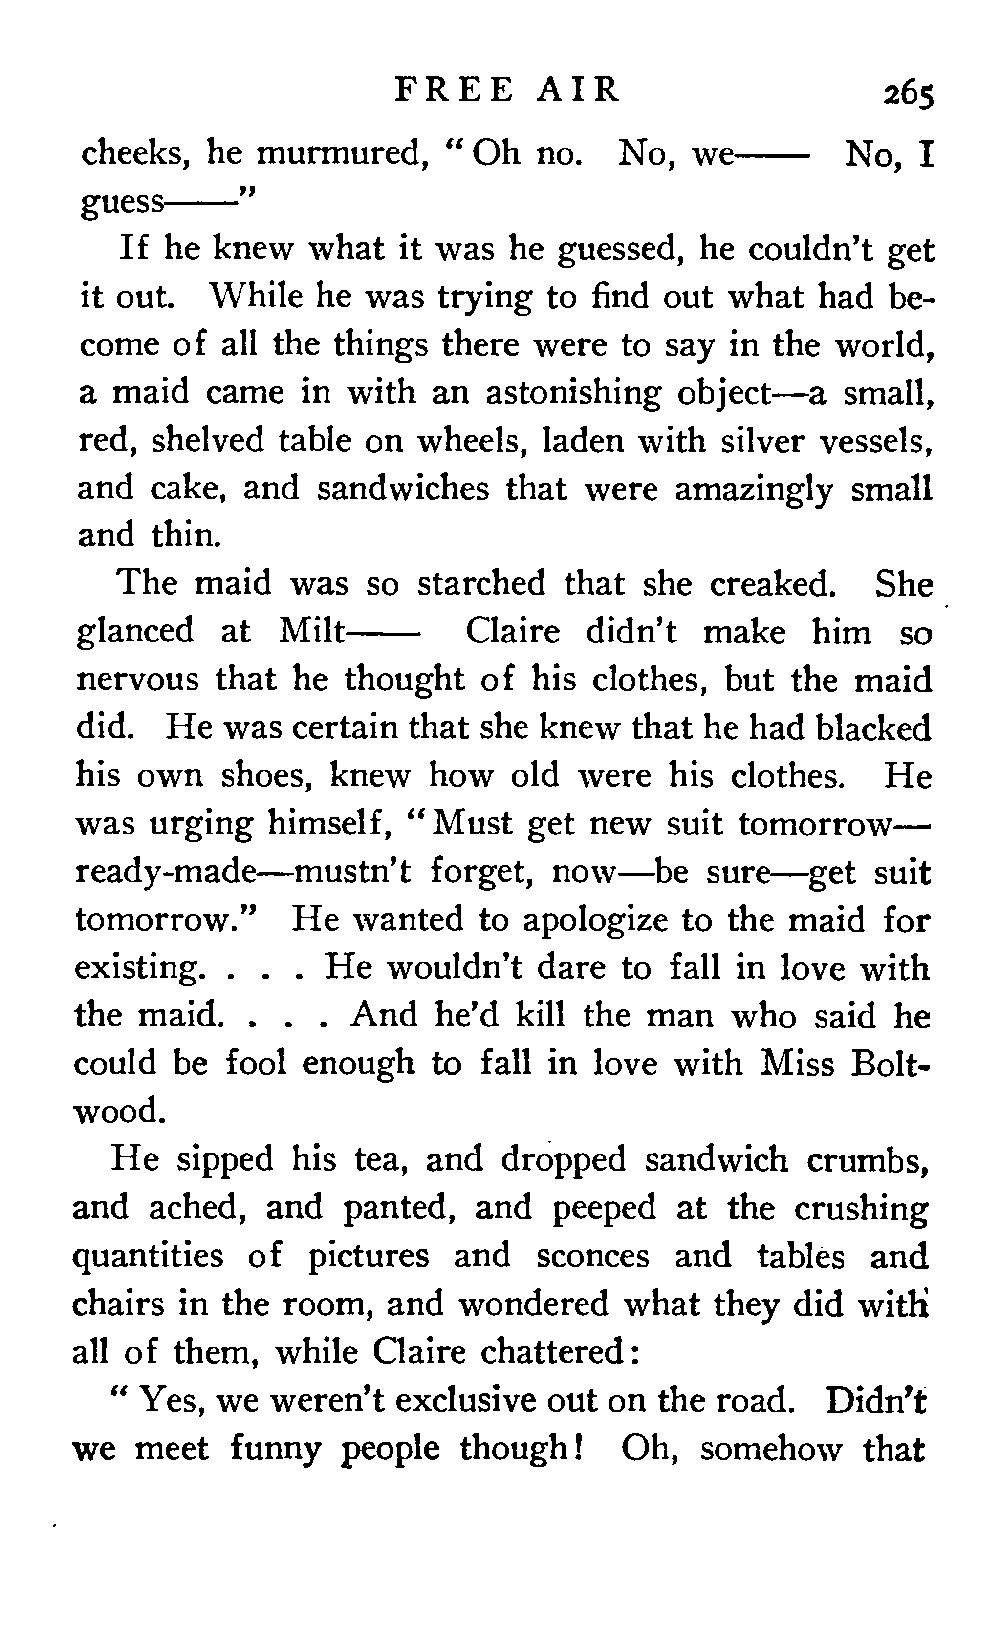 FREE AIR 265
cheeks, he murmured, “ Oh no. No, we—— No, I
guess——”
If he knew what it was he guessed, he couldn’t get
it out. While he was trying to find out what had be-
come of all the things there were to say in the world,
a maid came in with an astonishing object—a small,
red, shelved table on wheels, laden with silver vessels,
and cake, and sandwiches that were amazingly small
and thin.
The maid was so starched that she creaked. She
glanced at Milt—— Claire didn’t make him so
nervous that he thought of his clothes, but the maid
did. He was certain that she knew that he had blacked
his own shoes, knew how old were his clothes. He
was urging himself, “ Must get new suit tomorrow—
ready-made—mustn’t forget, now—be sure—get suit
tomorrow.” He wanted to apologize to the maid for
existing. . . . He wouldn’t dare to fall in love with
the maid. . . . And he’d kill the man who said he
could be fool enough to fall in love with Miss Bolt-
wood.
He sipped his tea, and dropped sandwich crumbs,
and ached, and panted, and peeped at the crushing
quantities of pictures and sconces and tables and
chairs in the room, and wondered what they did with
all of them, while Claire chattered:
“ Yes, we weren’t exclusive out on the road. Didn’t
we meet funny people though! Oh, somehow that